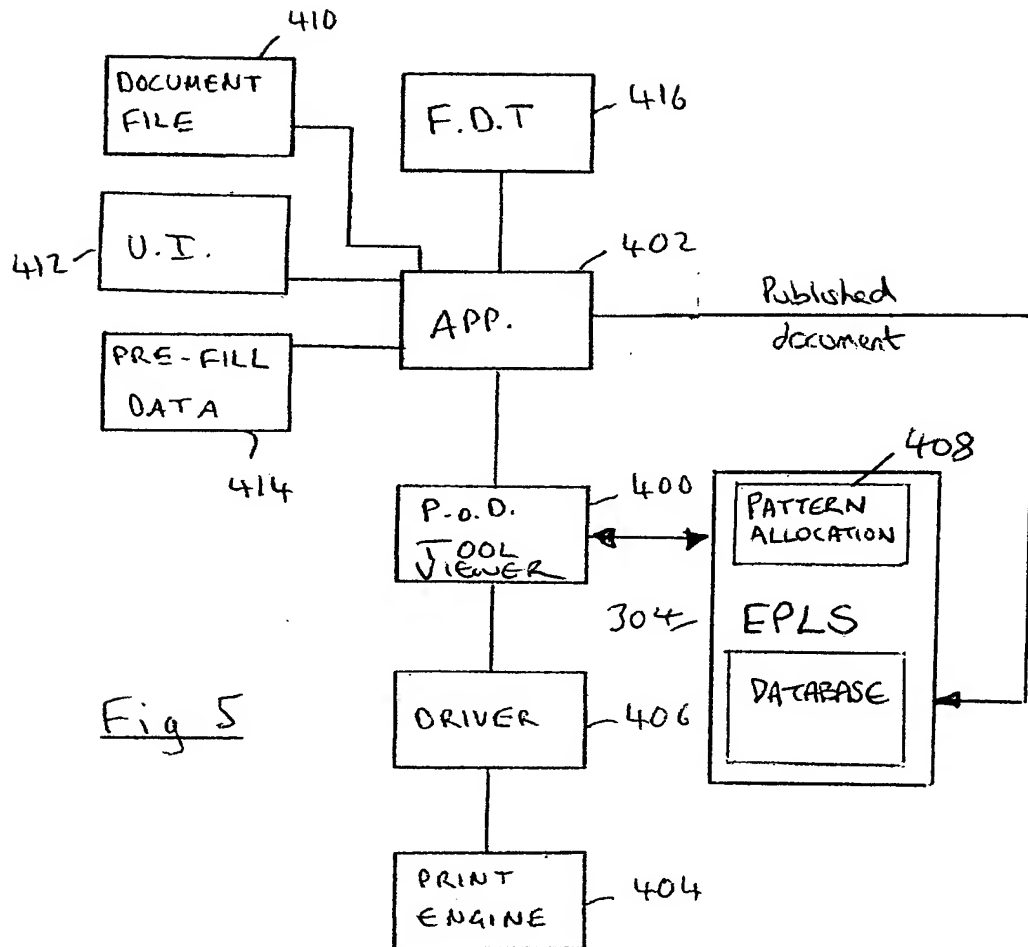 410
DOCUMENT
FILE
F.D.T
416
412
U.I.
402
APP.
Published
document
PRE-FILL
DATA
414
408
400
P.O.D.
TOOL
VIEWER
PATTERN
ALLOCATION
304
EPLS
DATABASE
DRIVER
406
Fig 5
PRINT
ENGINE
404